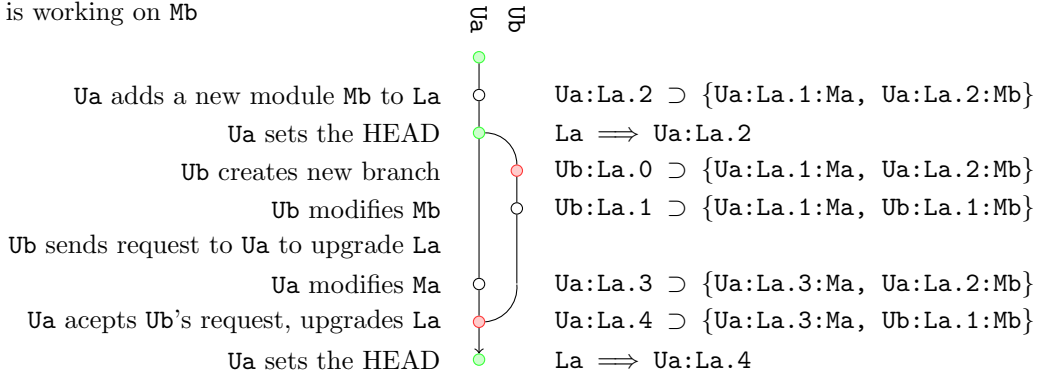 is working on Mb
Ua Ub
Ua adds a new module Mb to La Ua:La.2 ⊃ {Ua:La.1:Ma, Ua:La.2:Mb}
Ua sets the HEAD La ⟹ Ua:La.2
Ub creates new branch Ub:La.0 ⊃ {Ua:La.1:Ma, Ua:La.2:Mb}
Ub modifies Mb Ub:La.1 ⊃ {Ua:La.1:Ma, Ub:La.1:Mb}
Ub sends request to Ua to upgrade La
Ua modifies Ma Ua:La.3 ⊃ {Ua:La.3:Ma, Ua:La.2:Mb}
Ua acepts Ub's request, upgrades La Ua:La.4 ⊃ {Ua:La.3:Ma, Ub:La.1:Mb}
Ua sets the HEAD La ⟹ Ua:La.4